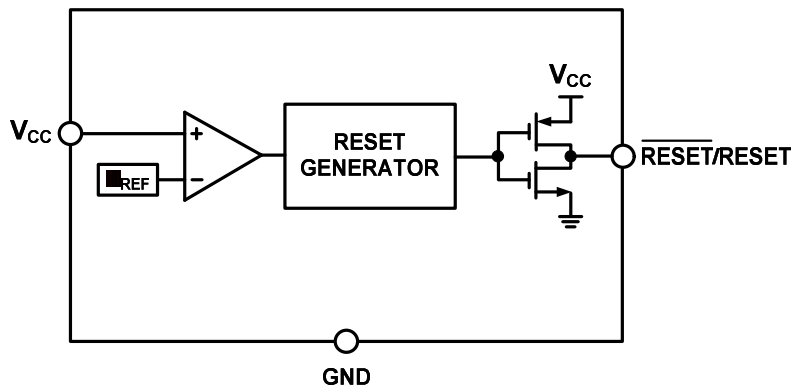 VCC
VCC
+
RESET
GENERATOR
REF
−
RESET/RESET
GND